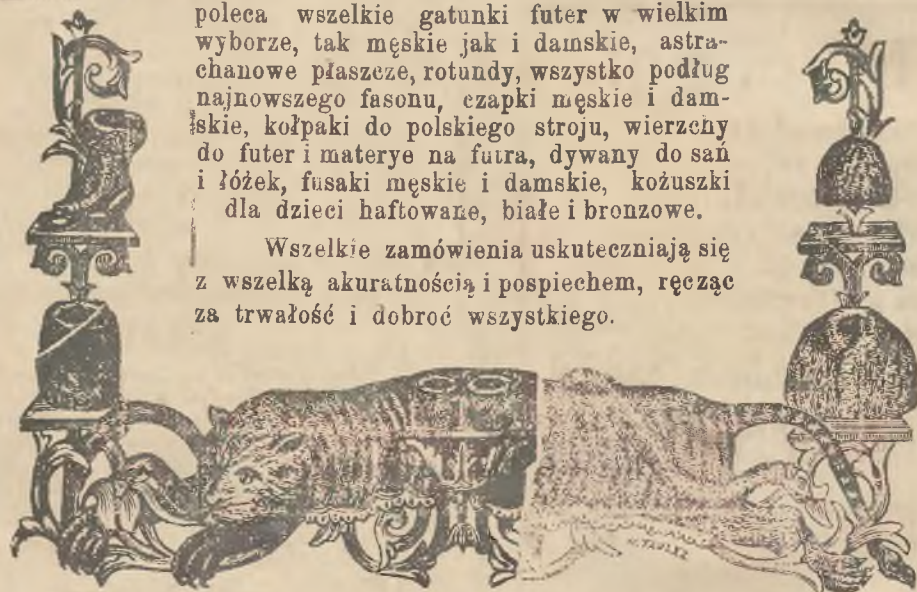 poleca wszelkie gatunki futer w wielkim
wyborze, tak męskie jak i damskie, astra-
chanowe płaszcze, rotundy, wszystko podług
najnowszego fasonu, czapki męskie i dam-
skie, kołpaki do polskiego stroju, wierzchy
do futer i materye na futra, dywany do sań
i łóżek, fusaki męskie i damskie, kożuszki
dla dzieci haftowane, białe i bronzowe.
Wszelkie zamówienia uskuteczniają się
z wszelką akuratnością i pospiechem, ręcząc
za trwałość i dobroć wszystkiego.